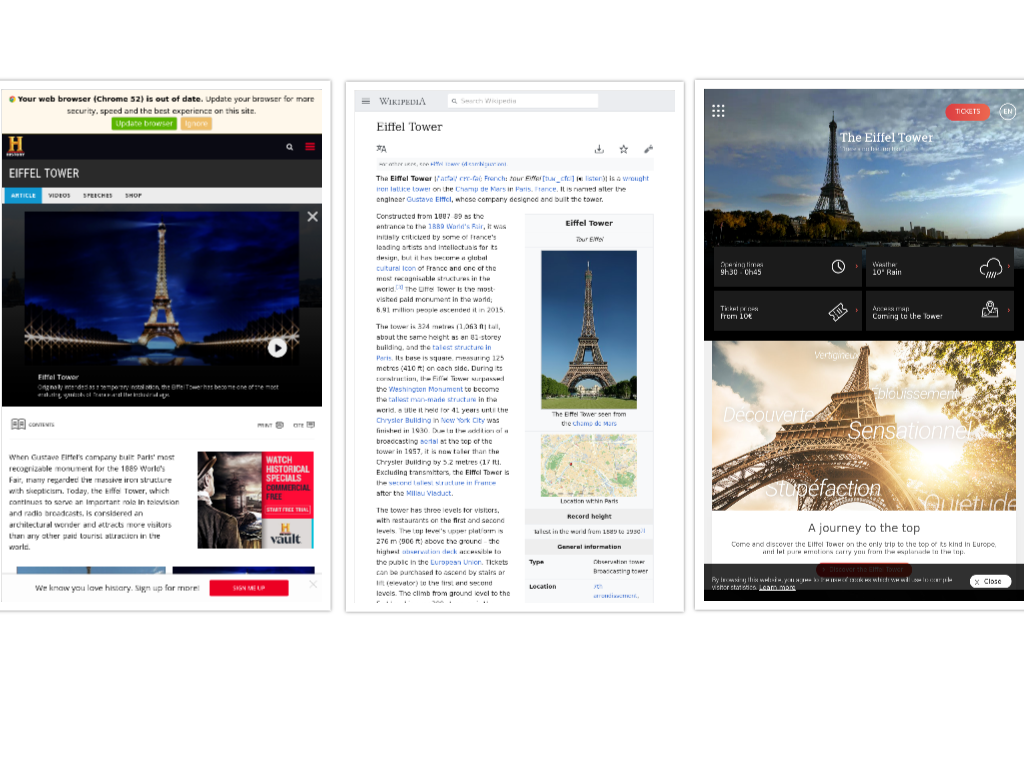 Your web browser (Chrome 52) is out of date. Update your browser for more
security, speed and the best experience on this site.
Update browser Ignore
H
HISTORY
EIFFEL TOWER
ARTICLE VIDEOS SPEECHES SHOP
Eiffel Tower
Originally intended as a temporary installation, the Eiffel Tower has become one of the most
enduring symbols of France and the Industrial age.
CONTENTS PRINT CITE
When Gustave Eiffel's company built Paris' most
recognizable monument for the 1889 World's
Fair, many regarded the massive iron structure
with skepticism. Today, the Eiffel Tower, which
continues to serve an important role in television
and radio broadcasts, is considered an
architectural wonder and attracts more visitors
than any other paid tourist attraction in the
world.
WATCH
HISTORICAL
SPECIALS
COMMERCIAL
FREE
START FREE TRIAL
H
vault
We know you love history. Sign up for more!
SIGN ME UP
WIKIPEDIA
Search Wikipedia
Eiffel Tower
For other uses, see Eiffel Tower (disambiguation).
The Eiffel Tower (/ˈaɪfəl/ EYE-fəl; French: tour Eiffel [tuʁ‿ɛfɛl] listen)) is a wrought
iron lattice tower on the Champ de Mars in Paris, France. It is named after the
engineer Gustave Eiffel, whose company designed and built the tower.
Constructed from 1887–89 as the
entrance to the 1889 World's Fair, it was
initially criticized by some of France's
leading artists and intellectuals for its
design, but it has become a global
cultural icon of France and one of the
most recognisable structures in the
world.[3] The Eiffel Tower is the most-
visited paid monument in the world;
6.91 million people ascended it in 2015.
The tower is 324 metres (1,063 ft) tall,
about the same height as an 81-storey
building, and the tallest structure in
Paris. Its base is square, measuring 125
metres (410 ft) on each side. During its
construction, the Eiffel Tower surpassed
the Washington Monument to become
the tallest man-made structure in the
world, a title it held for 41 years until the
Chrysler Building in New York City was
finished in 1930. Due to the addition of a
broadcasting aerial at the top of the
tower in 1957, it is now taller than the
Chrysler Building by 5.2 metres (17 ft).
Excluding transmitters, the Eiffel Tower is
the second tallest structure in France
after the Millau Viaduct.
The tower has three levels for visitors,
with restaurants on the first and second
levels. The top level's upper platform is
276 m (906 ft) above the ground – the
highest observation deck accessible to
the public in the European Union. Tickets
can be purchased to ascend by stairs or
lift (elevator) to the first and second
levels. The climb from ground level to the
Eiffel Tower
Tour Eiffel
The Eiffel Tower seen from
the Champ de Mars
Location within Paris
Record height
Tallest in the world from 1889 to 1930
General information
Type Observation tower
Broadcasting tower
Location 7th
arrondissement,
TICKETS EN
The Eiffel Tower
Opening times
9h30 - 0h45
Weather
10° Rain
Ticket prices
From 10€
Access map
Coming to the Tower
Vertigineux
blouissement
Decouverte
Sensationnel
Stupéfaction
Quietude
A journey to the top
Come and discover the Eiffel Tower on the only trip to the top of its kind in Europe,
and let pure emotions carry you from the esplanade to the top.
Discover the Eiffel Tower
By browsing this website, you agree to the use of cookies which we will use to compile
visitor statistics. Learn more
x Close